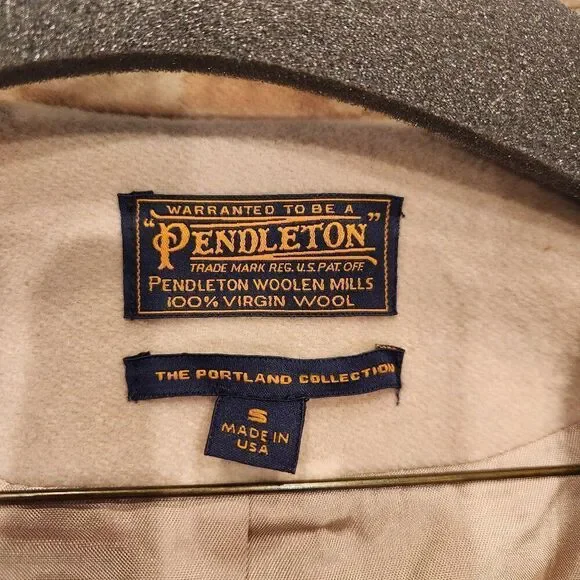 WARRANTED TO BE A
"PENDLETON"
TRADE MARK REG. U.S. PAT. OFF.
PENDLETON WOOLEN MILLS
100% VIRGIN WOOL
THE PORTLAND COLLECTION
S
MADE IN
USA